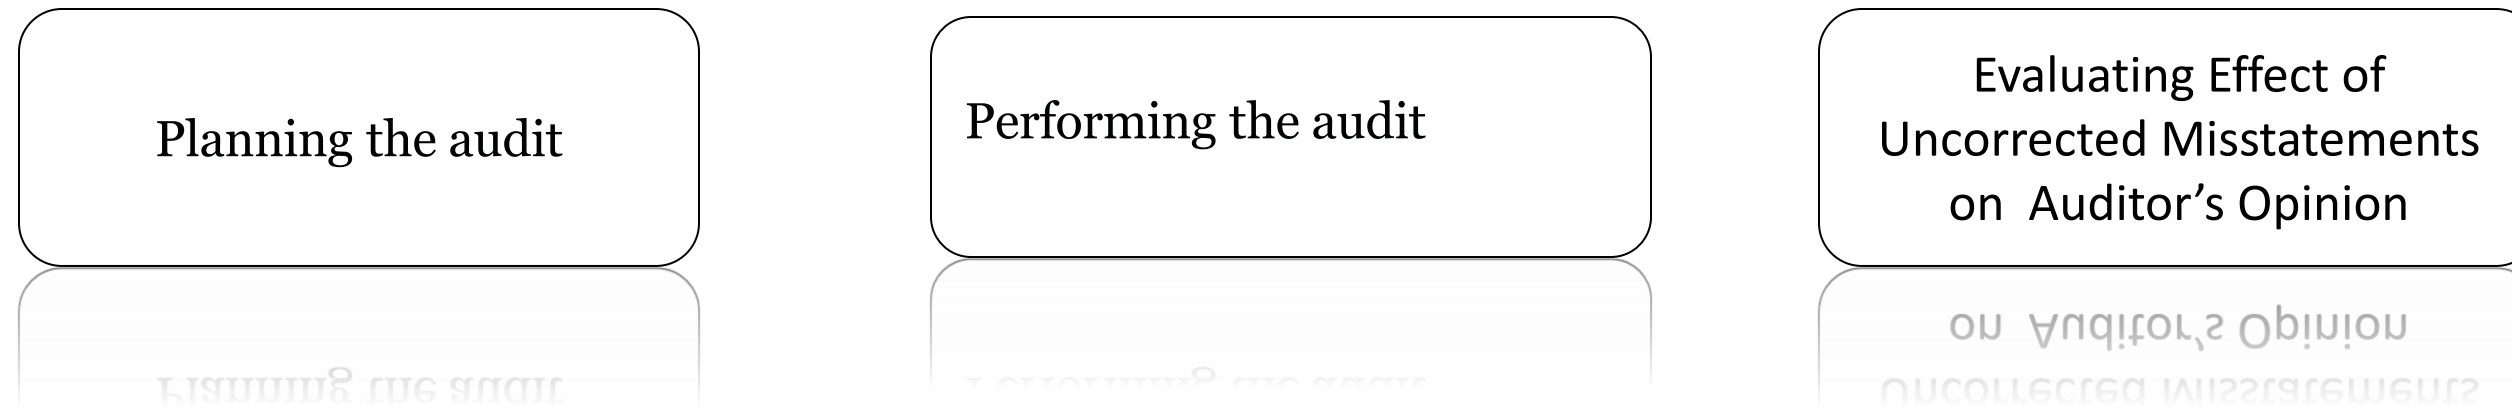 Planning the audit
Performing the audit
Evaluating Effect of
Uncorrected Misstatements
on  Auditor’s Opinion